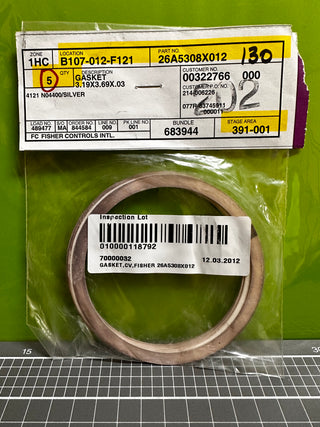 ZONE LOCATION PART NO.
1HC B107-012-F121 26A5308X012 130
QTY DESCRIPTION CUSTOMER NO.
5 GASKET 00322766 000
3.19X3.69X.03 CUSTOMER P.O. NO.
4121 N04400/SILVER
LOAD NO. S/O ORDER NO. LINE NO. PK LINE NO. BUNDLE STAGE AREA
489477 MA 844584 009 001 683944 391-001
FC FISHER CONTROLS INTL.
Inspection Lot
010000118792
70000032 12.03.2012
GASKET,CV,FISHER 26A5308X012
15